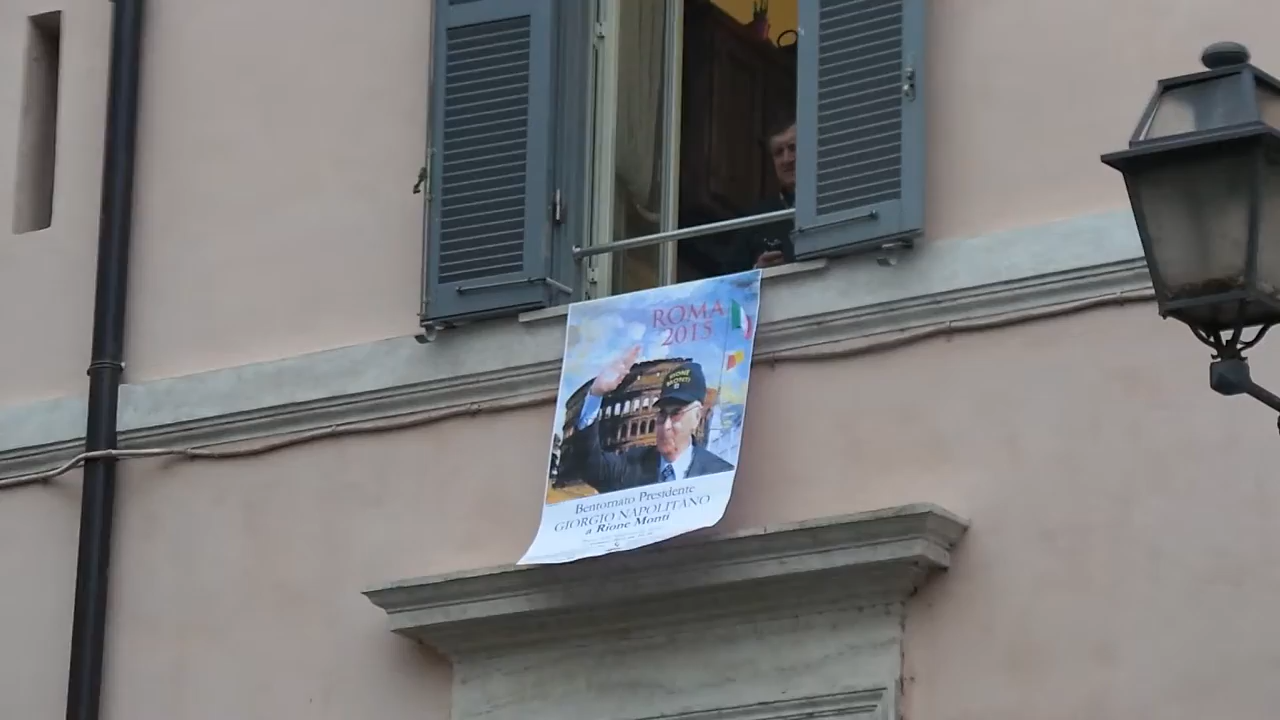 ROMA
2015
RIONE
MONTI
Bentornato Presidente
GIORGIO NAPOLITANO
a Rione Monti